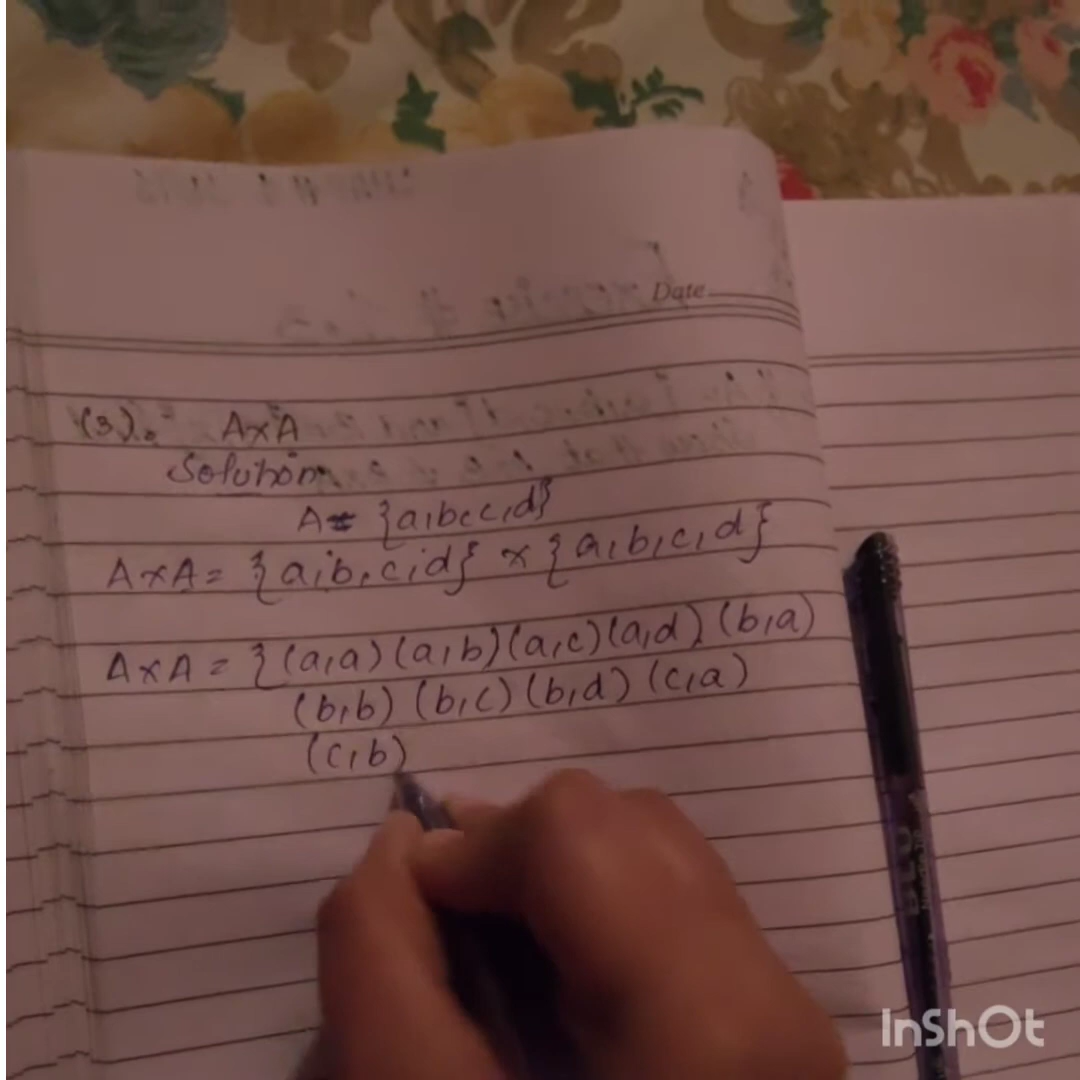 Date
(3). A×A
Solution
A = {a,b,c,d}
A×A = {a,b,c,d} × {a,b,c,d}
A×A = {(a,a)(a,b)(a,c)(a,d),(b,a)
(b,b) (b,c) (b,d) (c,a)
(c,b)
InShOt